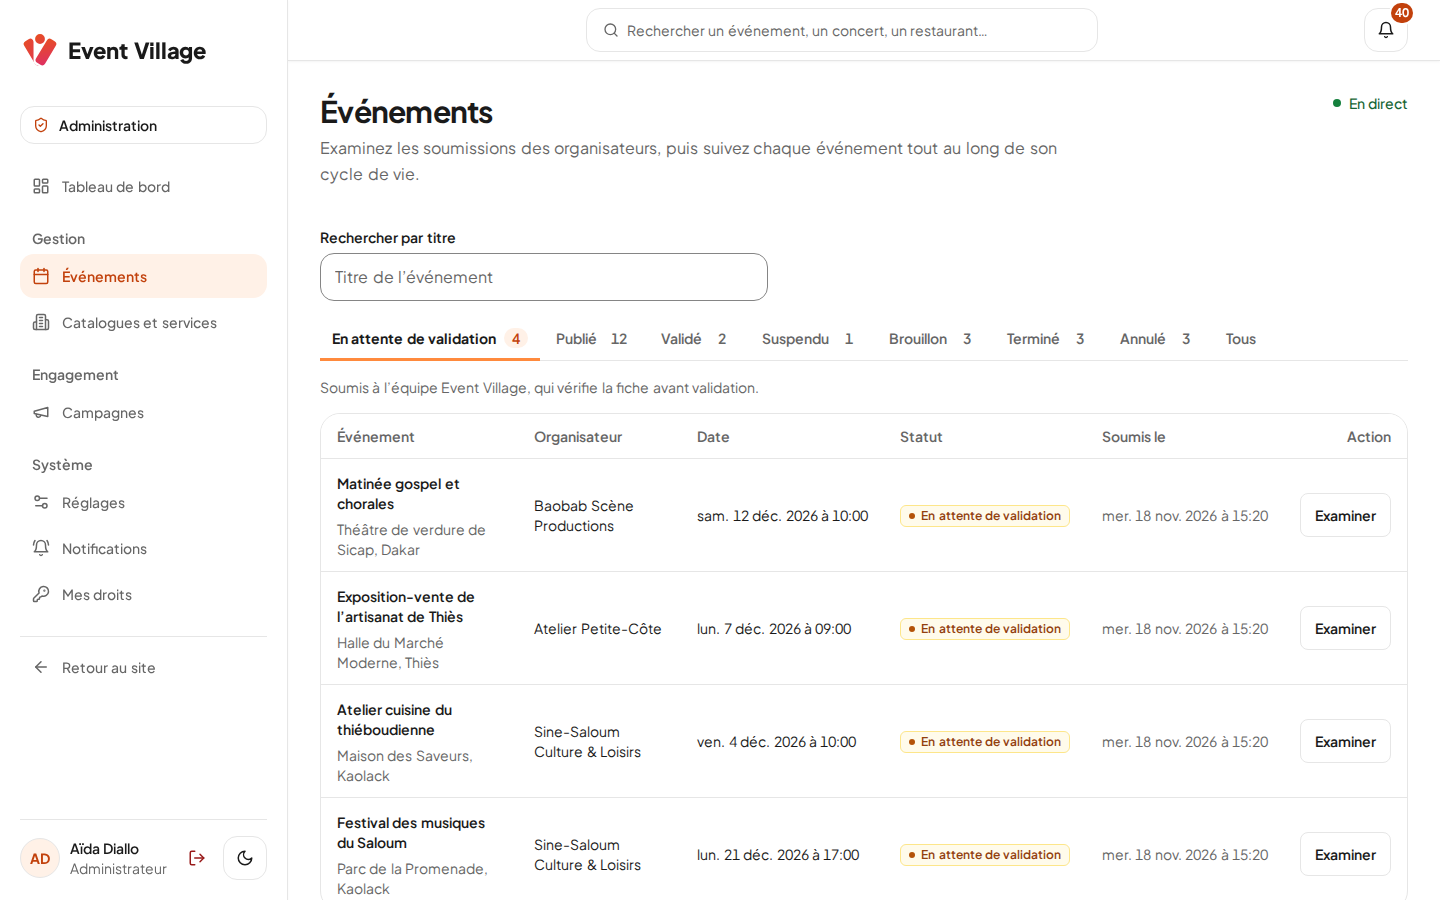 Event Village
Rechercher un événement, un concert, un restaurant...
40
Administration
Tableau de bord
Gestion
Événements
Catalogues et services
Engagement
Campagnes
Système
Réglages
Notifications
Mes droits
Retour au site
AD
Aïda Diallo
Administrateur
Événements
En direct
Examinez les soumissions des organisateurs, puis suivez chaque événement tout au long de son
cycle de vie.
Rechercher par titre
Titre de l’événement
En attente de validation 4 Publié 12 Validé 2 Suspendu 1 Brouillon 3 Terminé 3 Annulé 3 Tous
Soumis à l’équipe Event Village, qui vérifie la fiche avant validation.
Événement Organisateur Date Statut Soumis le Action
Matinée gospel et
chorales
Théâtre de verdure de
Sicap, Dakar
Baobab Scène
Productions
sam. 12 déc. 2026 à 10:00
En attente de validation
mer. 18 nov. 2026 à 15:20
Examiner
Exposition-vente de
l’artisanat de Thiès
Halle du Marché
Moderne, Thiès
Atelier Petite-Côte
lun. 7 déc. 2026 à 09:00
En attente de validation
mer. 18 nov. 2026 à 15:20
Examiner
Atelier cuisine du
thiéboudienne
Maison des Saveurs,
Kaolack
Sine-Saloum
Culture & Loisirs
ven. 4 déc. 2026 à 10:00
En attente de validation
mer. 18 nov. 2026 à 15:20
Examiner
Festival des musiques
du Saloum
Parc de la Promenade,
Kaolack
Sine-Saloum
Culture & Loisirs
lun. 21 déc. 2026 à 17:00
En attente de validation
mer. 18 nov. 2026 à 15:20
Examiner